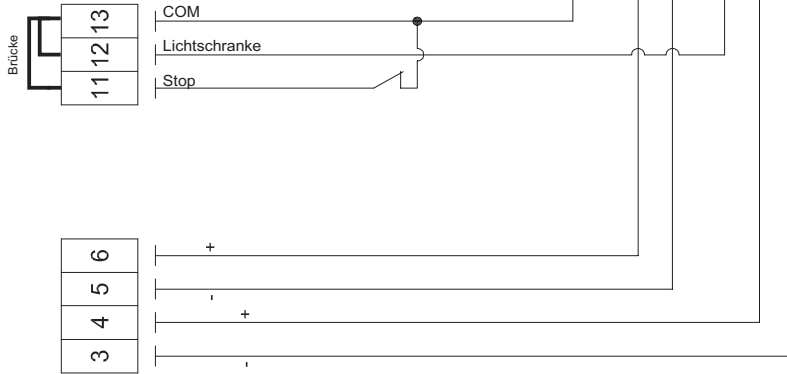 Brücke
13 COM
12 Lichtschranke
11 Stop
6 +
5 -
4 +
3 -